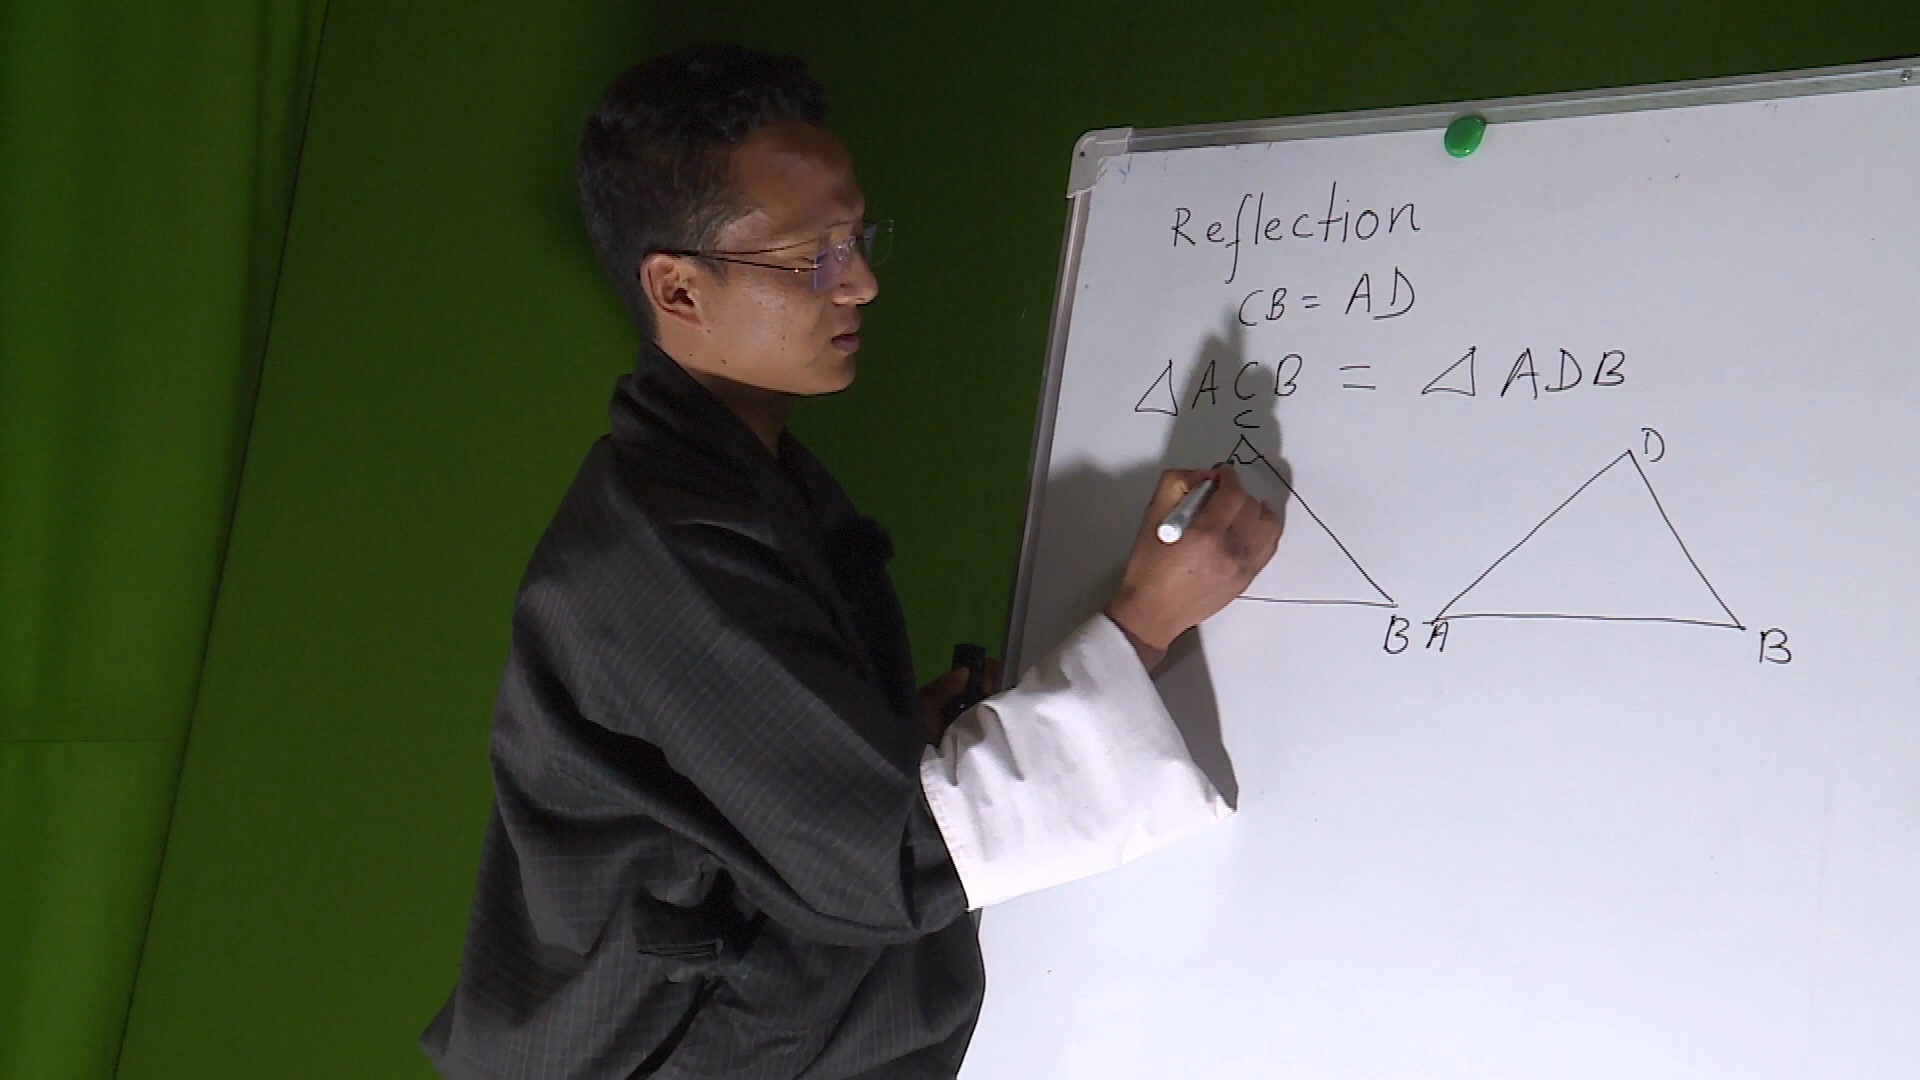 Reflection
CB = AD
△ACB = △ADB
C
D
B A
B